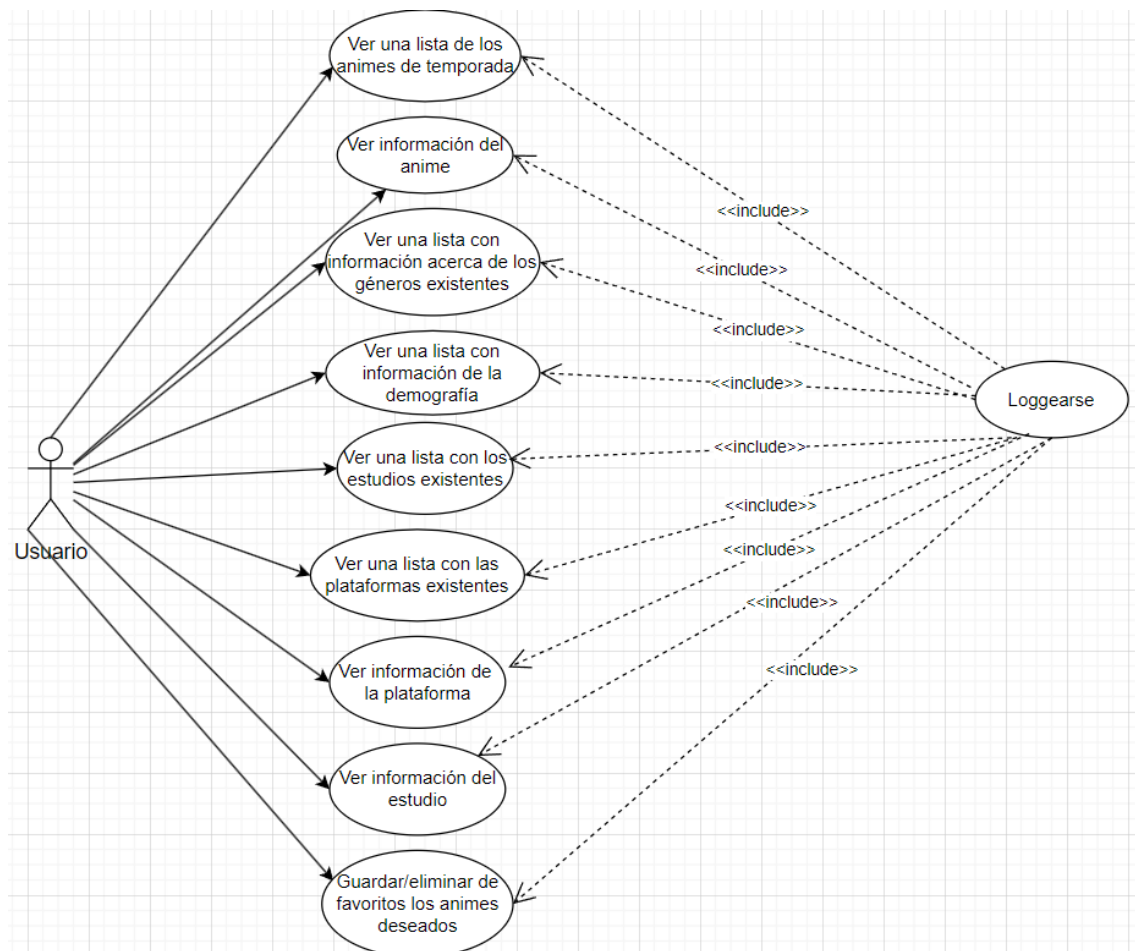 Ver una lista de los
animes de temporada
Ver información del
anime
<<include>>
Ver una lista con
información acerca de los
géneros existentes
<<include>>
<<include>>
Ver una lista con
información de la
demografía
<<include>>
Loggearse
Ver una lista con los
estudios existentes
<<include>>
Usuario
<<include>>
Ver una lista con las
plataformas existentes
<<include>>
<<include>>
Ver información de
la plataforma
<<include>>
Ver información del
estudio
Guardar/eliminar de
favoritos los animes
deseados